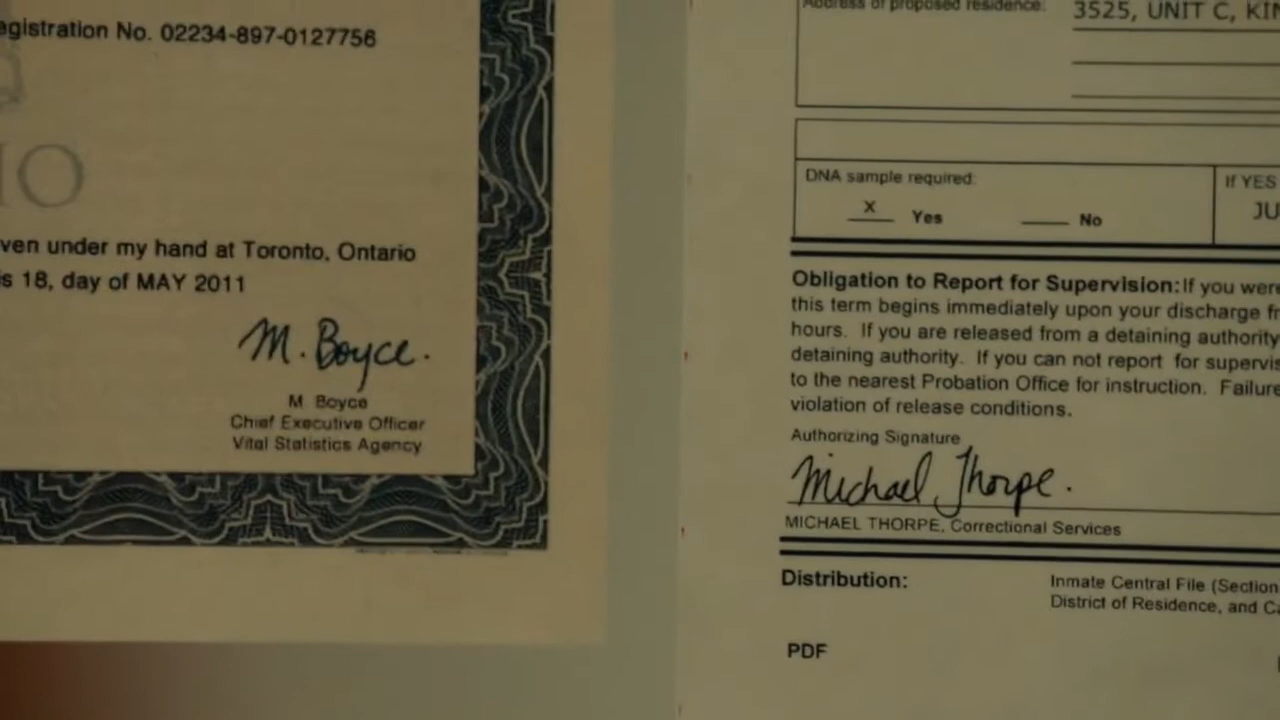 egistration No. 02234-897-0127756
IO
ven under my hand at Toronto, Ontario
s 18, day of MAY 2011
M. Boyce.
M Boyce
Chief Executive Officer
Vital Statistics Agency
Address of proposed residence:
3525, UNIT C, KIN
DNA sample required:
X Yes No
If YES
JU
Obligation to Report for Supervision: If you were
this term begins immediately upon your discharge fr
hours. If you are released from a detaining authority
detaining authority. If you can not report for supervis
to the nearest Probation Office for instruction. Failure
violation of release conditions.
Authorizing Signature
Michael Thorpe.
MICHAEL THORPE, Correctional Services
Distribution:
Inmate Central File (Section
District of Residence, and Ca
PDF